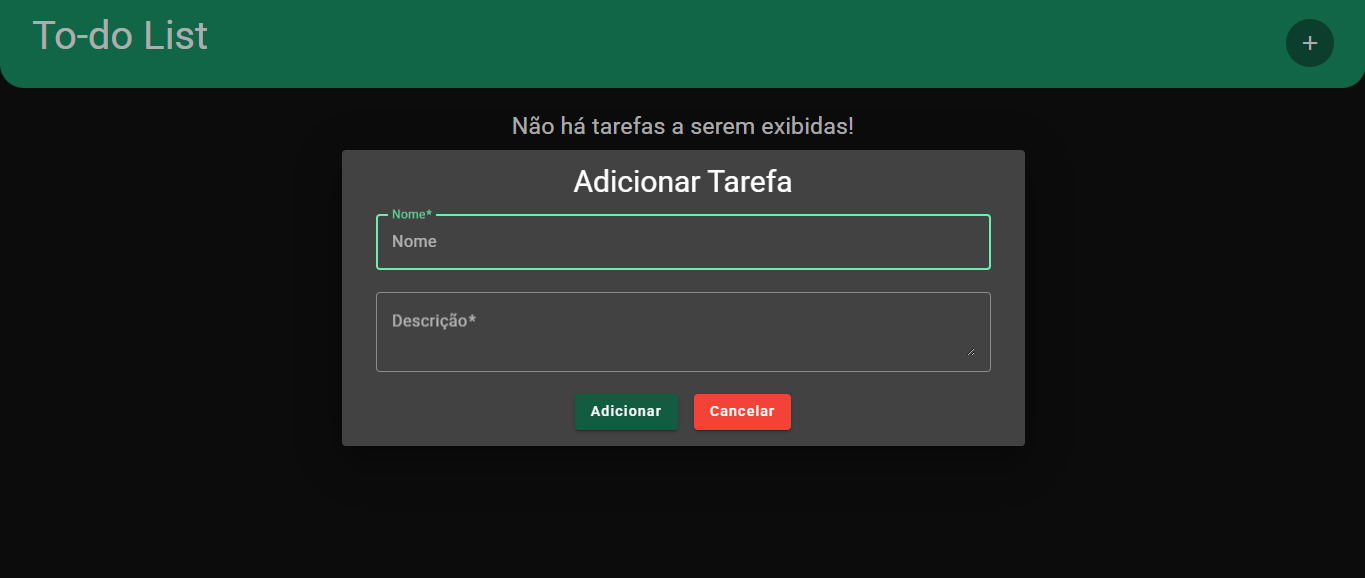 To-do List
+
Não há tarefas a serem exibidas!
Adicionar Tarefa
Nome*
Nome
Descrição*
Adicionar Cancelar